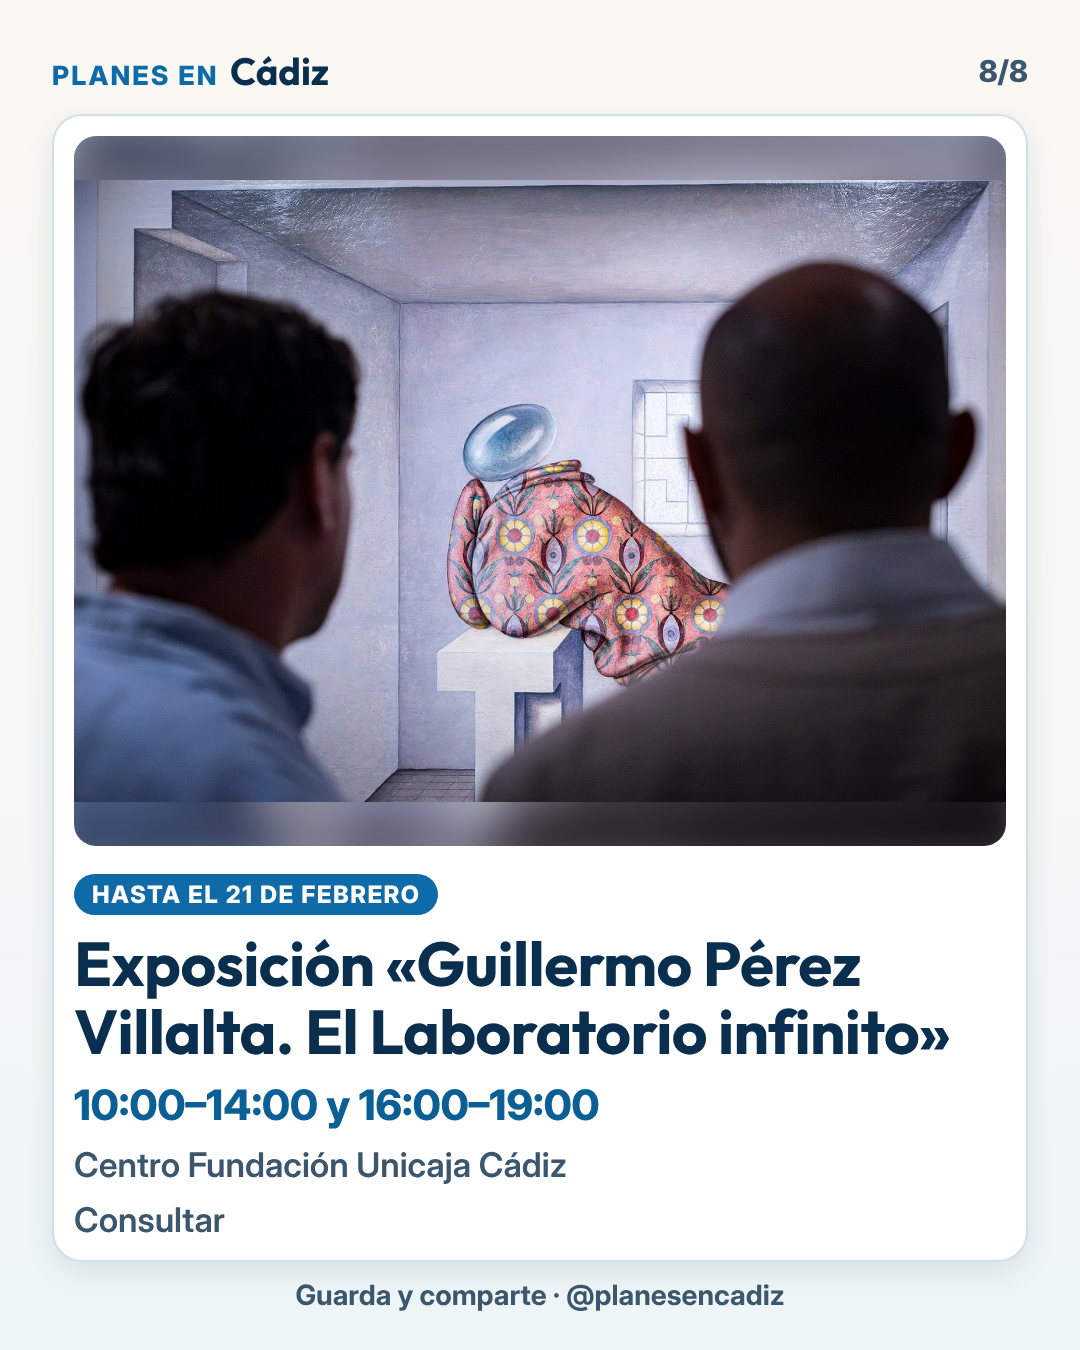 PLANES EN Cádiz
8/8
HASTA EL 21 DE FEBRERO
Exposición «Guillermo Pérez
Villalta. El Laboratorio infinito»
10:00–14:00 y 16:00–19:00
Centro Fundación Unicaja Cádiz
Consultar
Guarda y comparte · @planesencadiz